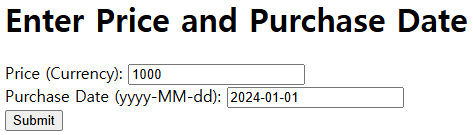 Enter Price and Purchase Date
Price (Currency): 1000
Purchase Date (yyyy-MM-dd): 2024-01-01
Submit